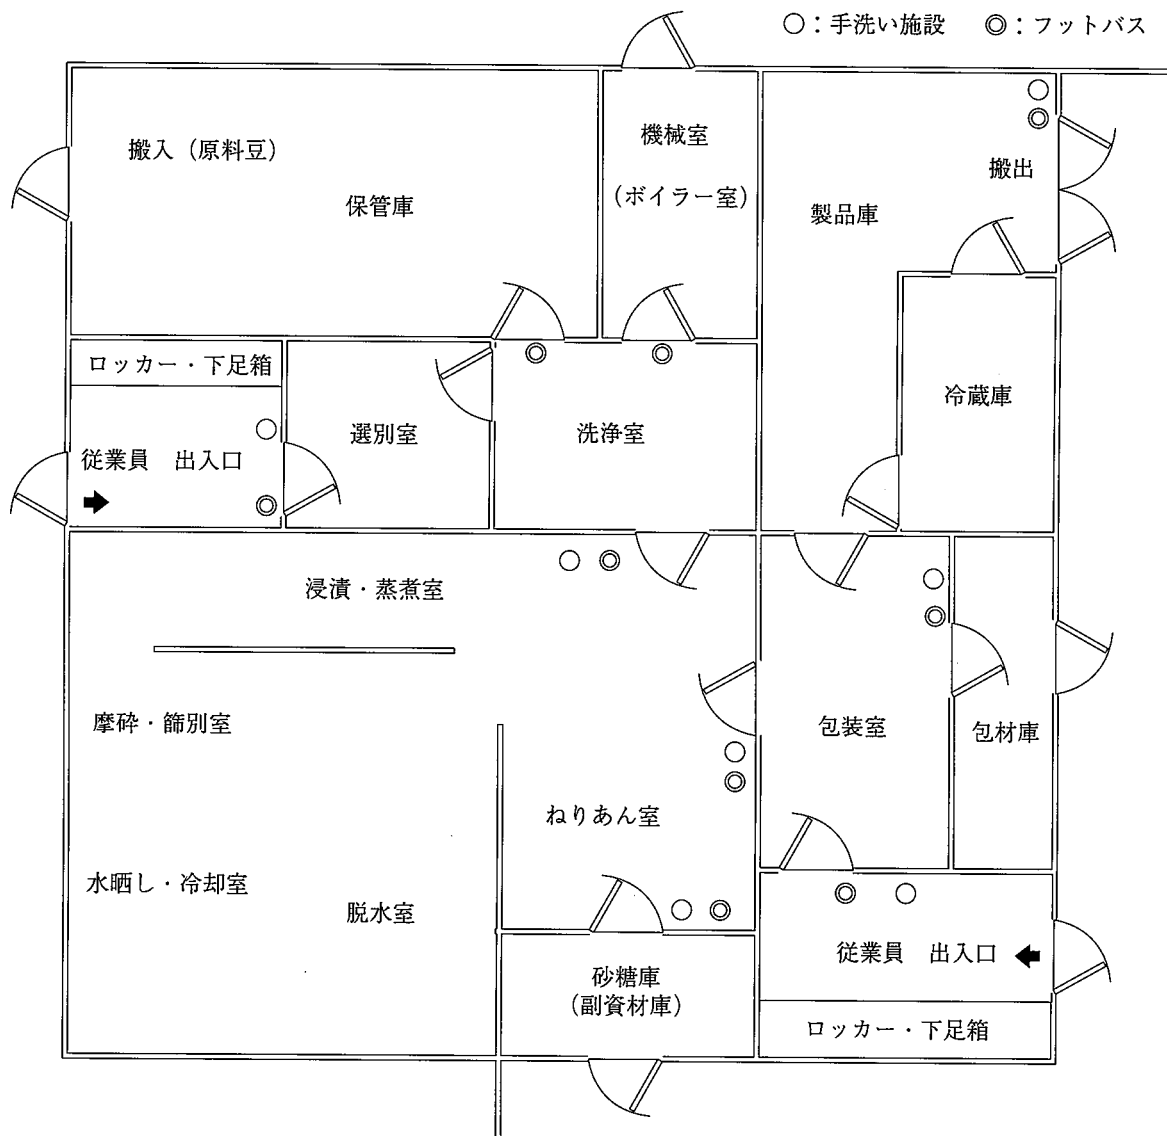 ○：手洗い施設　◎：フットバス
搬入（原料豆）
保管庫
機械室
（ボイラー室）
製品庫
搬出
冷蔵庫
ロッカー・下足箱
従業員　出入口
選別室
洗浄室
浸漬・蒸煮室
摩砕・篩別室
水晒し・冷却室
脱水室
ねりあん室
包装室
包材庫
砂糖庫
（副資材庫）
従業員　出入口
ロッカー・下足箱